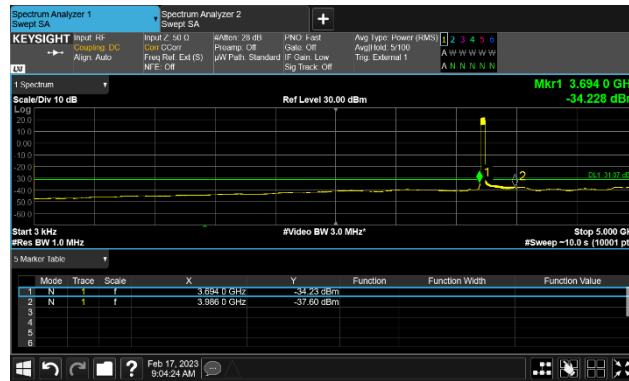 Spectrum Analyzer 1
Swept SA
Spectrum Analyzer 2
Swept SA
KEYSIGHT
Input: RF
Coupling: DC
Align: Auto
Input Z: 50 Ω
Corr CCorr
Freq Ref: Ext (S)
NFE: Off
#Atten: 28 dB
Preamp: Off
µW Path: Standard
PNO: Fast
Gate: Off
IF Gain: Low
Sig Track: Off
Avg Type: Power (RMS)
Avg|Hold: 5/100
Trig: External 1
1 2 3 4 5 6
A W W W W W
A N N N N N
LXI
1 Spectrum
Scale/Div 10 dB
Ref Level 30.00 dBm
Mkr1 3.694 0 GH
-34.228 dB
Log
20.0
10.0
0.00
-10.0
-20.0
-30.0
-40.0
-50.0
-60.0
1
2
Start 3 kHz
#Res BW 1.0 MHz
#Video BW 3.0 MHz*
Stop 5.000 G
#Sweep ~10.0 s (10001 pt
5 Marker Table
Mode Trace Scale X Y Function Function Width Function Value
1 N 1 f 3.694 0 GHz -34.23 dBm
2 N 1 f 3.986 0 GHz -37.60 dBm
3
4
5
6
Feb 17, 2023
9:04:24 AM